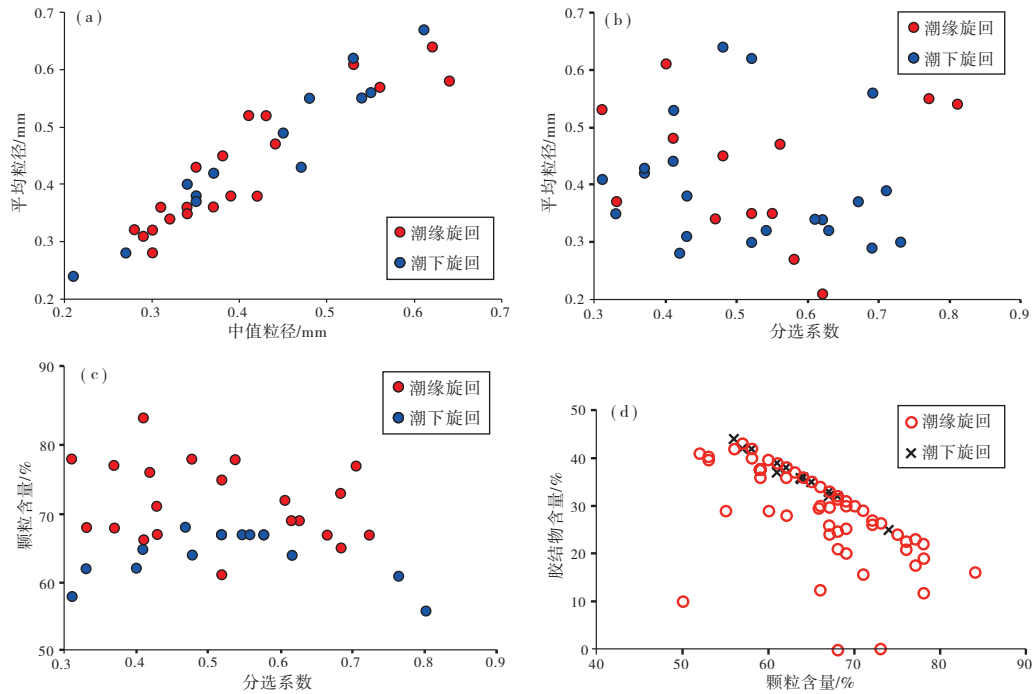 (a)
0.7
0.6
0.5
0.4
0.3
0.2
平均粒径/mm
潮缘旋回
潮下旋回
0.2 0.3 0.4 0.5 0.6 0.7
中值粒径/mm
(b)
0.7
0.6
0.5
0.4
0.3
0.2
平均粒径/mm
潮缘旋回
潮下旋回
0.3 0.4 0.5 0.6 0.7 0.8 0.9
分选系数
(c)
90
80
70
60
50
颗粒含量/%
潮缘旋回
潮下旋回
0.3 0.4 0.5 0.6 0.7 0.8 0.9
分选系数
(d)
50
40
30
20
10
0
胶结物含量/%
潮缘旋回
潮下旋回
40 50 60 70 80 90
颗粒含量/%